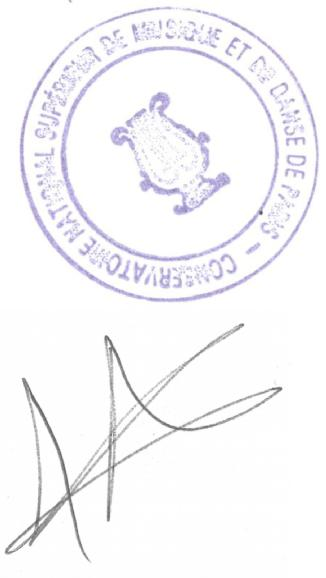 CONSERVATOIRE NATIONAL SUPÉRIEUR DE MUSIQUE ET DE DANSE DE PARIS –